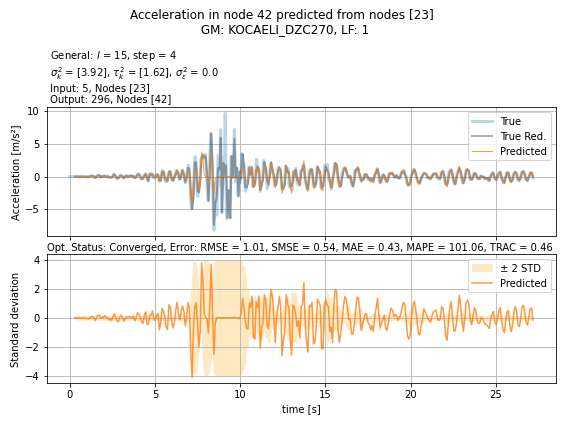 Acceleration in node 42 predicted from nodes [23]
GM: KOCAELI_DZC270, LF: 1
General: l = 15, step = 4
σ²ₖ = [3.92], τ²ₖ = [1.62], σ²ε = 0.0
Input: 5, Nodes [23]
Output: 296, Nodes [42]
Acceleration [m/s²]
10
5
0
−5
True
True Red.
Predicted
Opt. Status: Converged, Error: RMSE = 1.01, SMSE = 0.54, MAE = 0.43, MAPE = 101.06, TRAC = 0.46
Standard deviation
4
2
0
−2
−4
± 2 STD
Predicted
0 5 10 15 20 25
time [s]